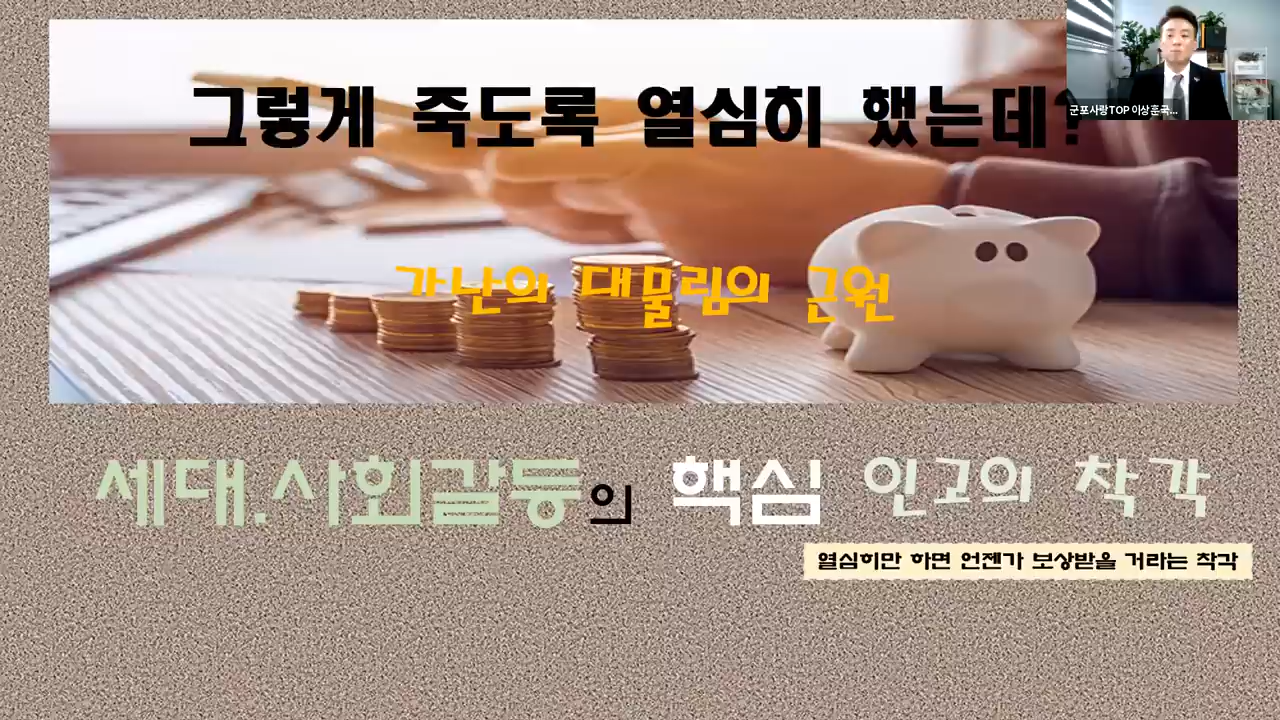 그렇게 죽도록 열심히 했는데?
군포사랑TOP이상훈국...
가난의 대물림의 근원
세대.사회갈등의 핵심 인고의 착각
열심히만 하면 언젠가 보상받을 거라는 착각